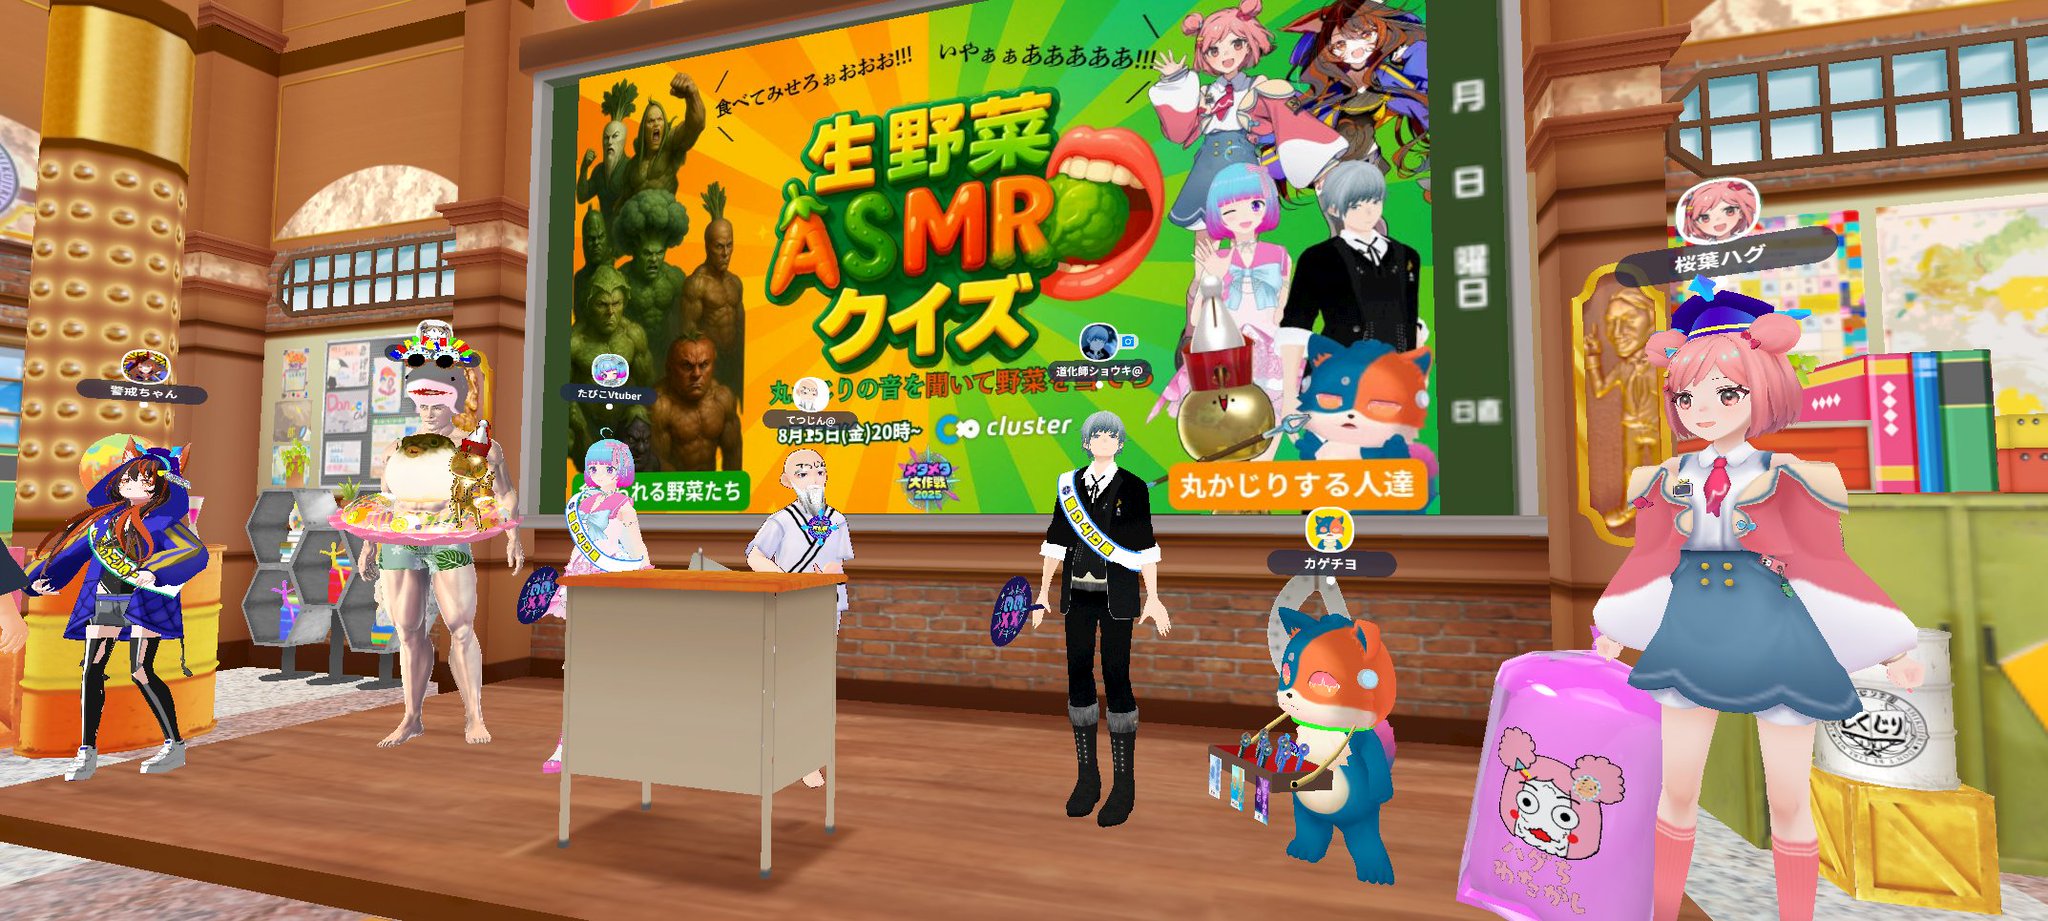 食べてみせろぉおおお!!!
いやぁぁあああああ!!!
生野菜
ASMR
クイズ
丸かじりの音を聞いて野菜を
8月15日(金)20時~
cluster
メタメタ
大作戦
2025
われる野菜たち
丸かじりする人達
月
日
曜日
日直
警戒ちゃん
たびこVtuber
てつじん@
道化師ショウキ@
カゲチヨ
桜葉ハグ
しくじり
ハグち
わたがし